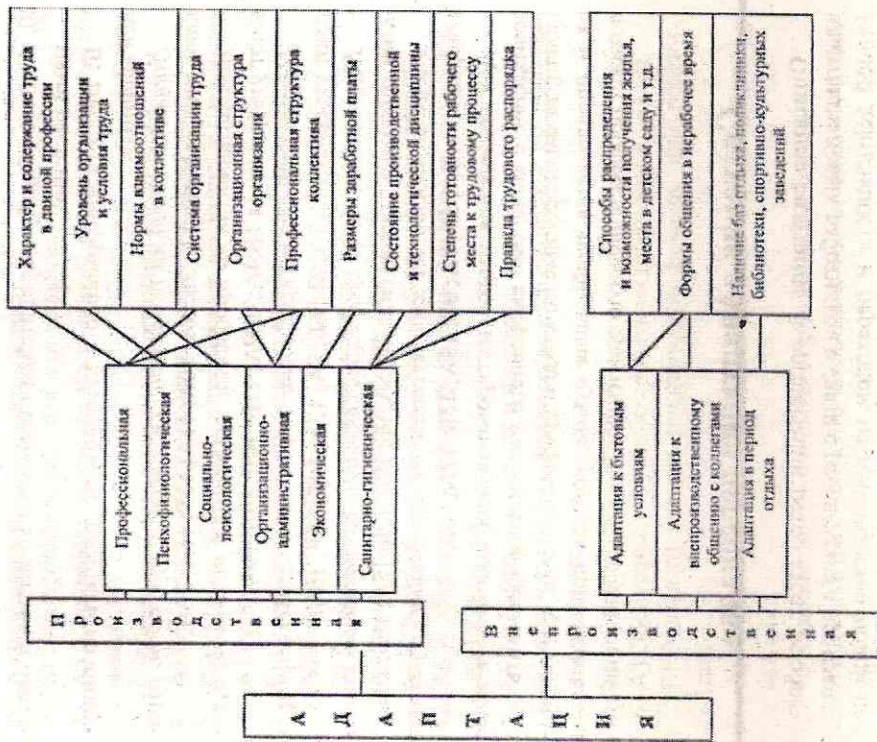 АДАПТАЦИЯ
Производственная
Профессиональная
Психофизиологическая
Социально-
психологическая
Организационно-
административная
Экономическая
Санитарно-гигиеническая
Характер и содержание труда
в данной профессии
Уровень организации
и условия труда
Нормы взаимоотношений
в коллективе
Система организации труда
Организационная структура
организации
Профессиональная структура
коллектива
Размеры заработной платы
Состояние производственной
и технологической дисциплины
Степень готовности рабочего
места к трудовому процессу
Правила трудового распорядка
Внепроизводственная
Адаптация к бытовым
условиям
Адаптация к
внепроизводственному
общению с коллегами
Адаптация в период
отдыха
Способы распределения
и возможности получения жилья,
места в детском саду и т.д.
Формы общения в нерабочее время
Наличие баз отдыха, поликлиники,
библиотеки, спортивно-культурных
заведений